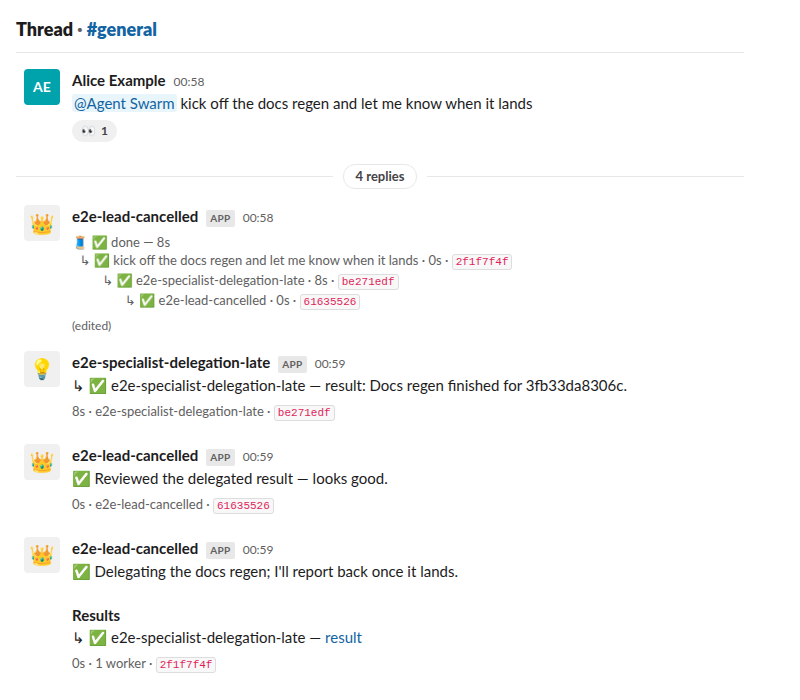 Thread · #general
AE
Alice Example 00:58
@Agent Swarm kick off the docs regen and let me know when it lands
👀 1
4 replies
e2e-lead-cancelled APP 00:58
🧵 ✅ done — 8s
↳ ✅ kick off the docs regen and let me know when it lands · 0s · 2f1f7f4f
↳ ✅ e2e-specialist-delegation-late · 8s · be271edf
↳ ✅ e2e-lead-cancelled · 0s · 61635526
(edited)
e2e-specialist-delegation-late APP 00:59
↳ ✅ e2e-specialist-delegation-late — result: Docs regen finished for 3fb33da8306c.
8s · e2e-specialist-delegation-late · be271edf
e2e-lead-cancelled APP 00:59
✅ Reviewed the delegated result — looks good.
0s · e2e-lead-cancelled · 61635526
e2e-lead-cancelled APP 00:59
✅ Delegating the docs regen; I'll report back once it lands.
Results
↳ ✅ e2e-specialist-delegation-late — result
0s · 1 worker · 2f1f7f4f